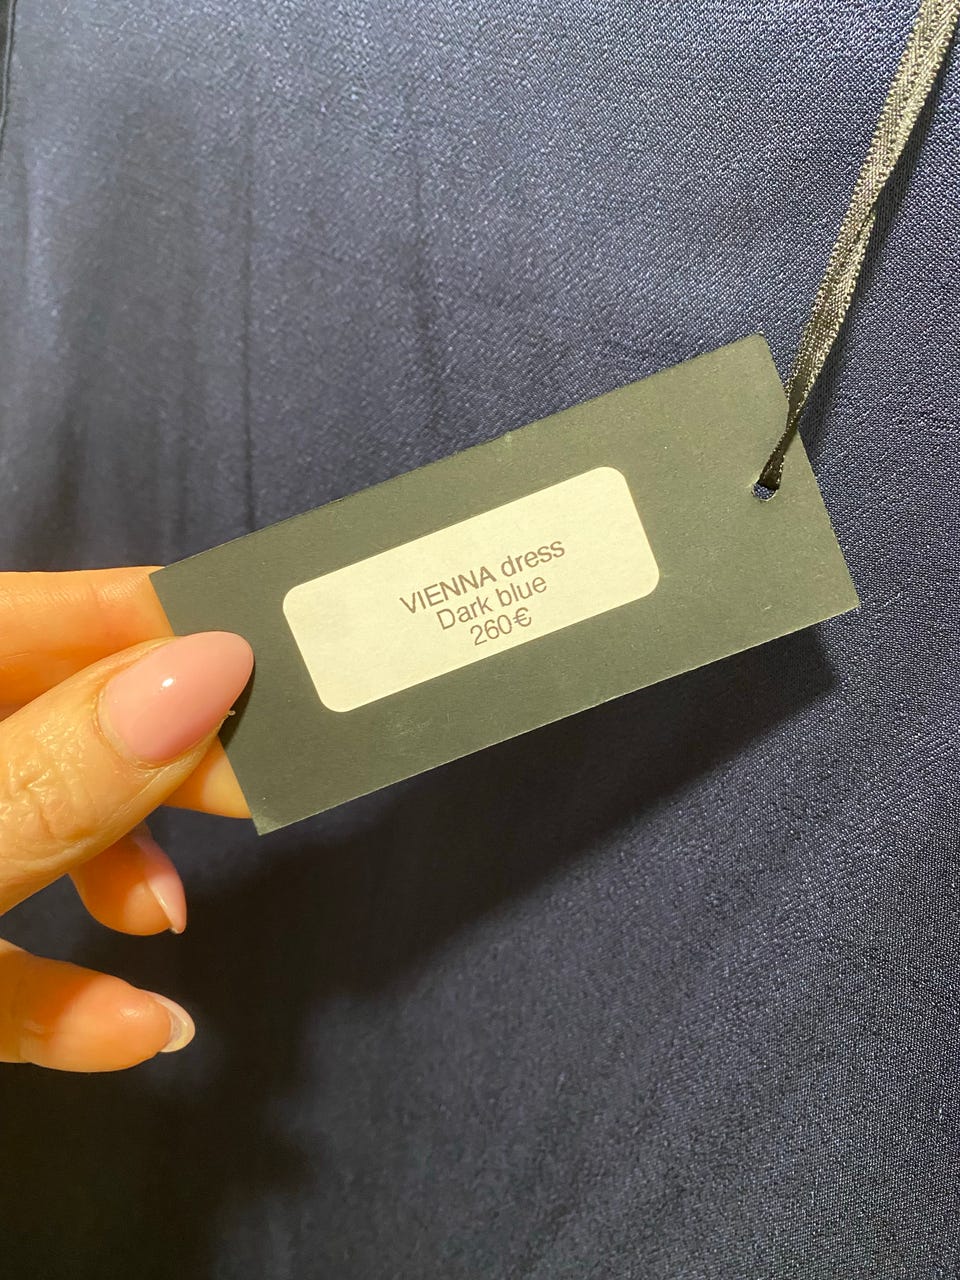 VIENNA dress
Dark blue
260€